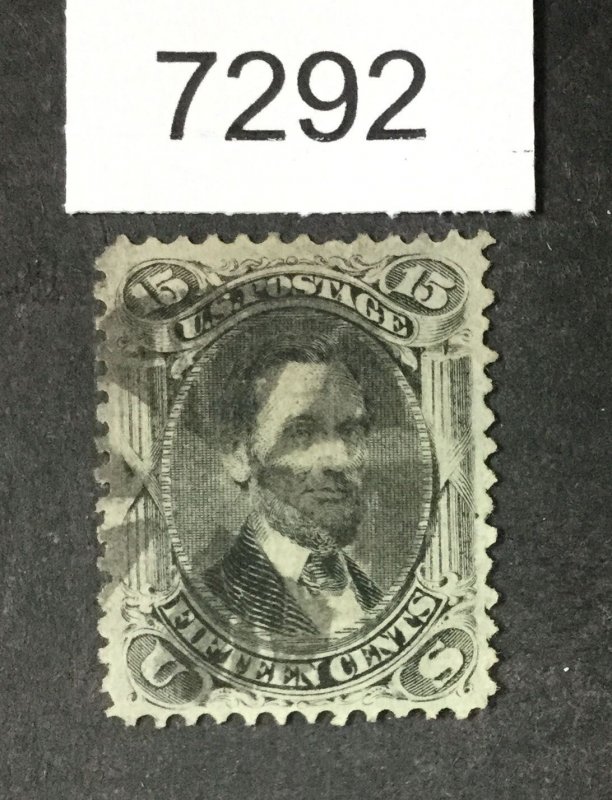 7292
15 15
U.S. POSTAGE
FIFTEEN CENTS
U S